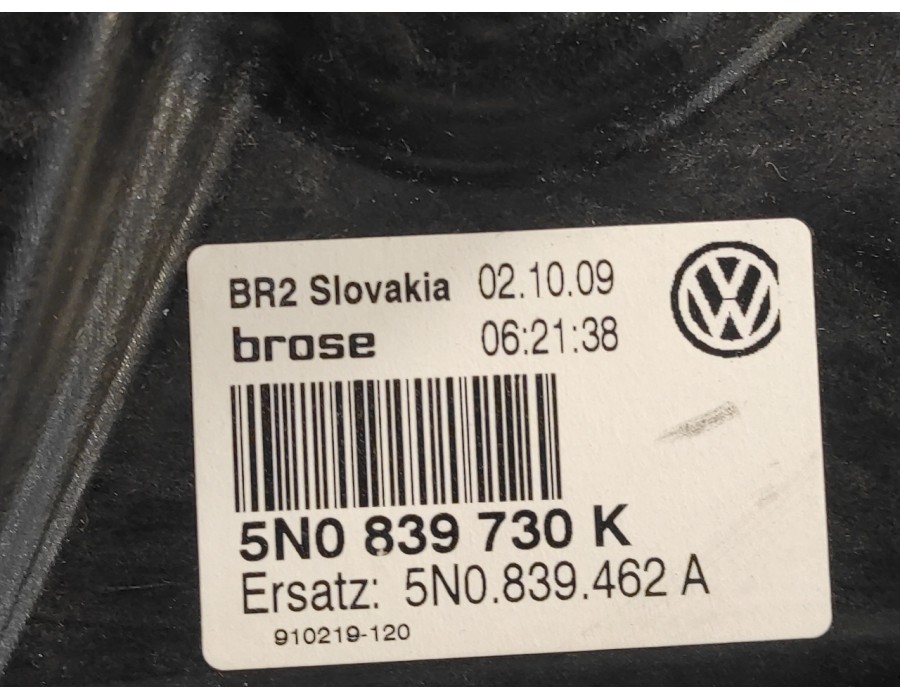 BR2 Slovakia 02.10.09
brose 06:21:38
5N0 839 730 K
Ersatz: 5N0.839.462 A
910219-120